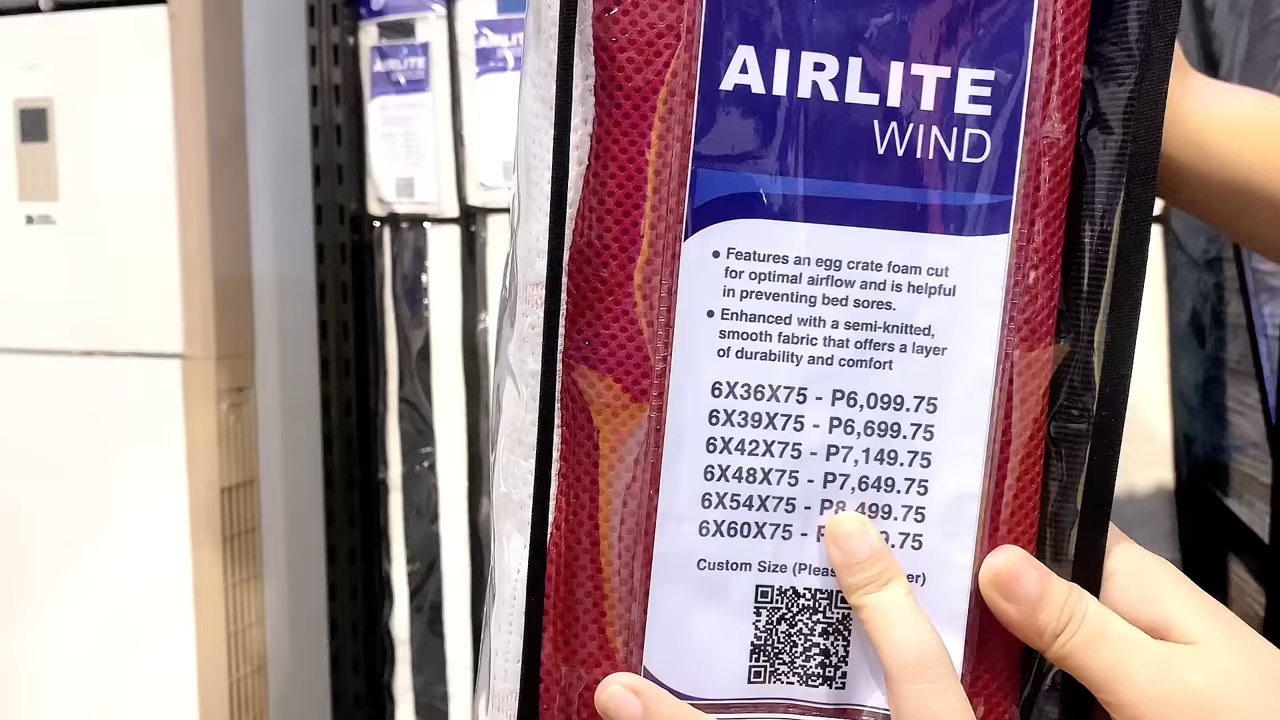 AIRLITE
WIND
• Features an egg crate foam cut
for optimal airflow and is helpful
in preventing bed sores.
• Enhanced with a semi-knitted,
smooth fabric that offers a layer
of durability and comfort
6X36X75 - P6,099.75
6X39X75 - P6,699.75
6X42X75 - P7,149.75
6X48X75 - P7,649.75
6X54X75 - P8,499.75
6X60X75 -
Custom Size
AIRLITE
AIRLITE